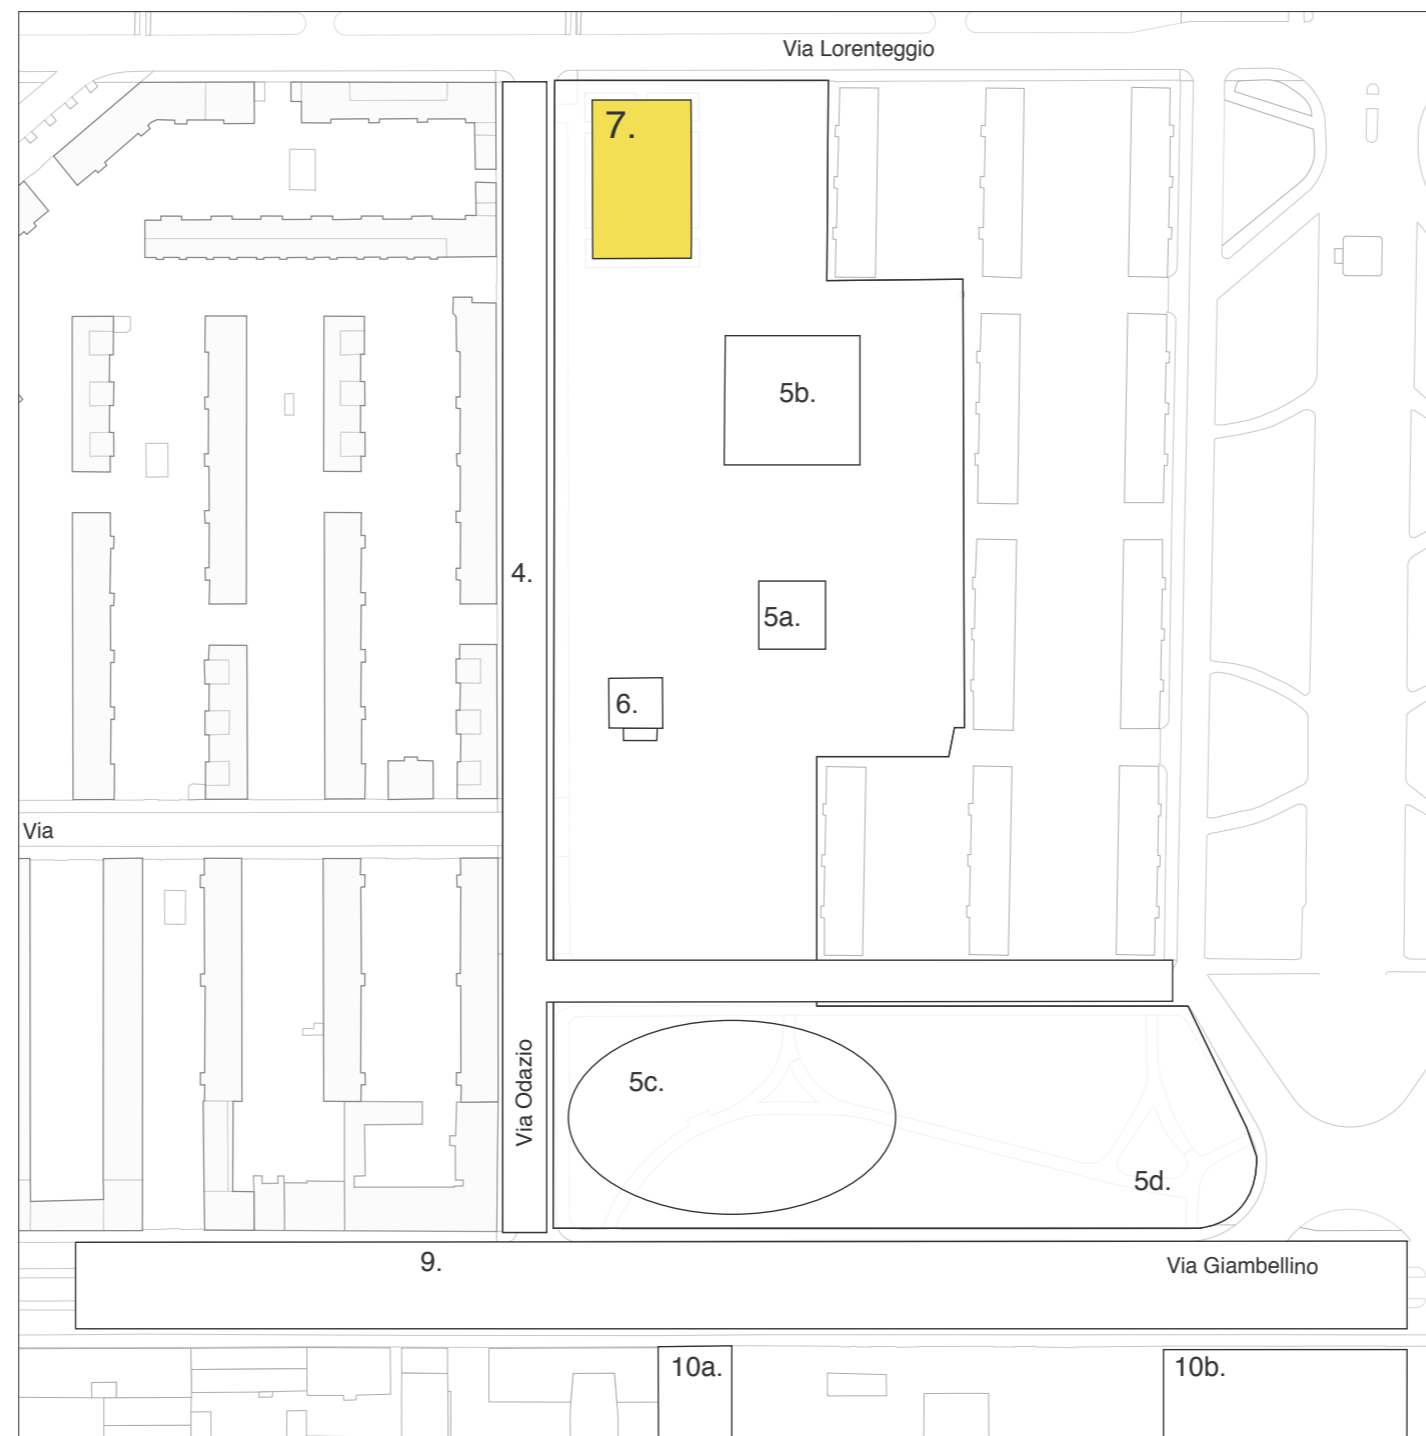 Via Lorenteggio
7.
5b.
4.
5a.
6.
Via
Via Odazio
5c.
5d.
9.
Via Giambellino
10a.
10b.